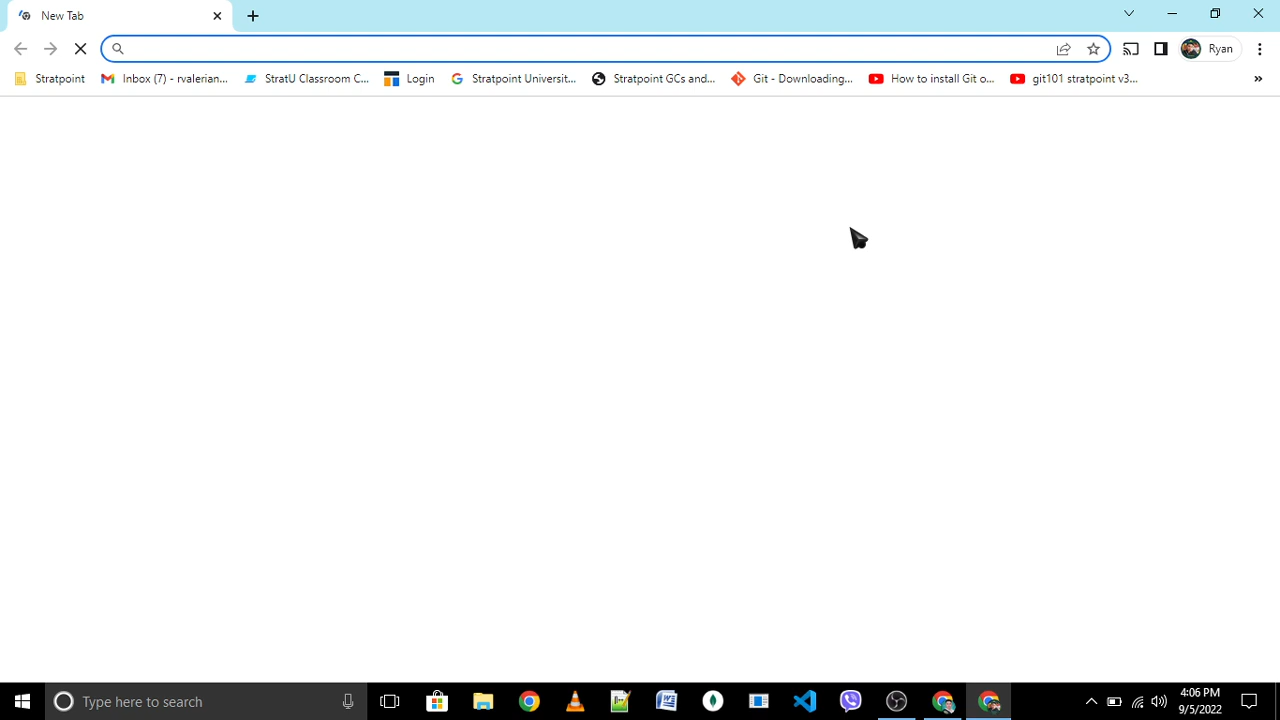 New Tab
Ryan
Stratpoint
Inbox (7) - rvalerian...
StratU Classroom C...
Login
Stratpoint Universit...
Stratpoint GCs and...
Git - Downloading...
How to install Git o...
git101 stratpoint v3...
Type here to search
4:06 PM
9/5/2022